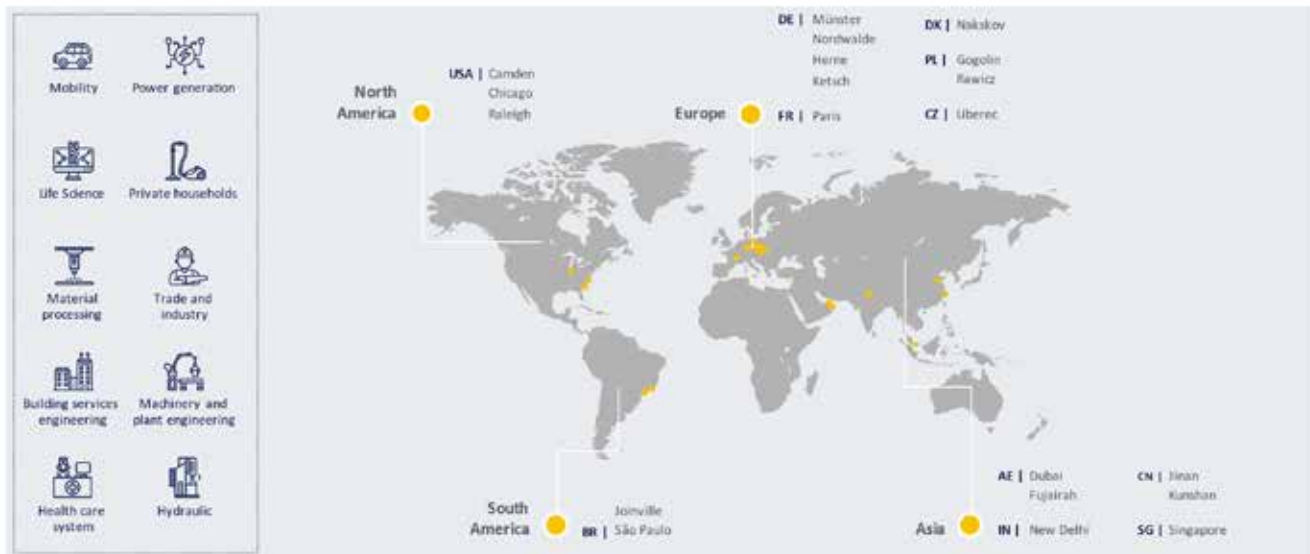 Mobility
Power generation
Life Science
Private households
Material
processing
Trade and
industry
Building services
engineering
Machinery and
plant engineering
Health care
system
Hydraulic
North
America
USA | Camden
Chicago
Raleigh
Europe
DE | Münster
Nordwalde
Herne
Ketsch
FR | Paris
DK | Nakskov
PL | Gogolin
Rawicz
CZ | Liberec
South
America
Joinville
BR | São Paulo
Asia
AE | Dubai
Fujairah
IN | New Delhi
CN | Jinan
Kunshan
SG | Singapore